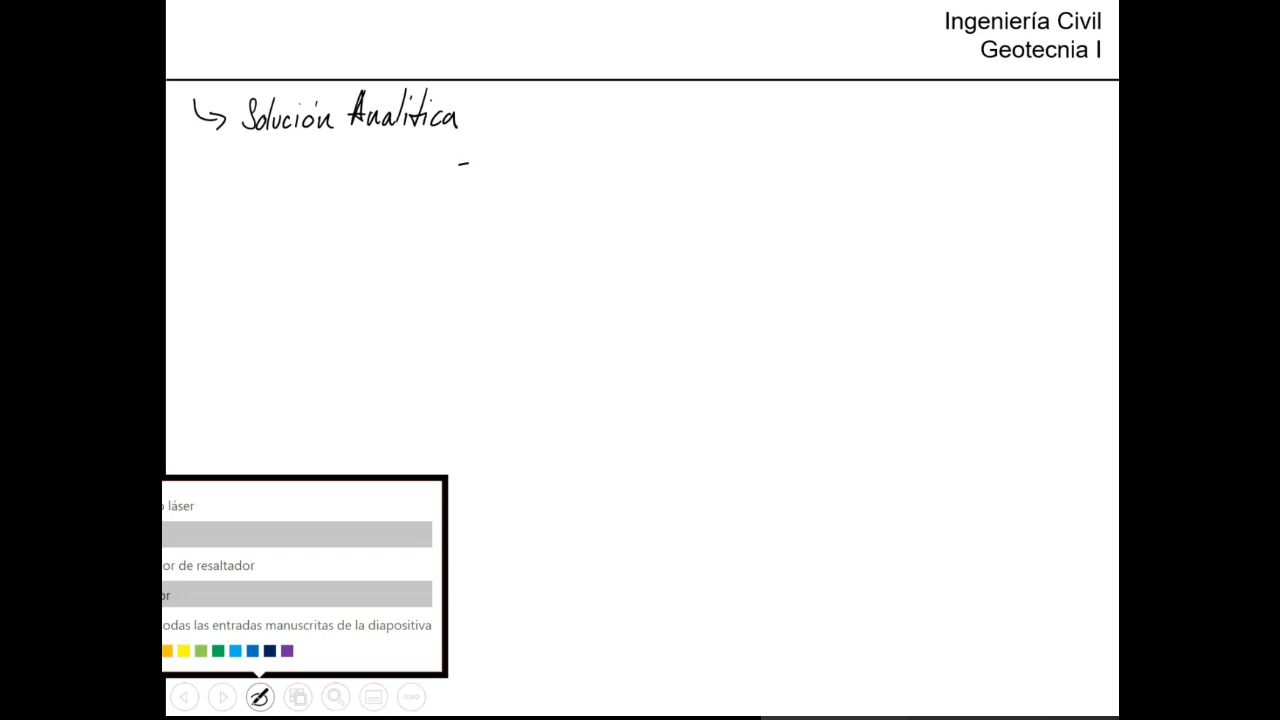 Ingeniería Civil
Geotecnia I
Solución Analítica
láser
or de resaltador
or
odas las entradas manuscritas de la diapositiva